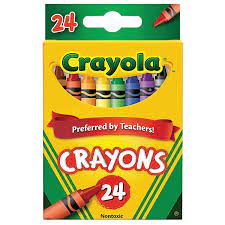 24
Crayola
Preferred by Teachers!
CRAYONS
24
Nontoxic